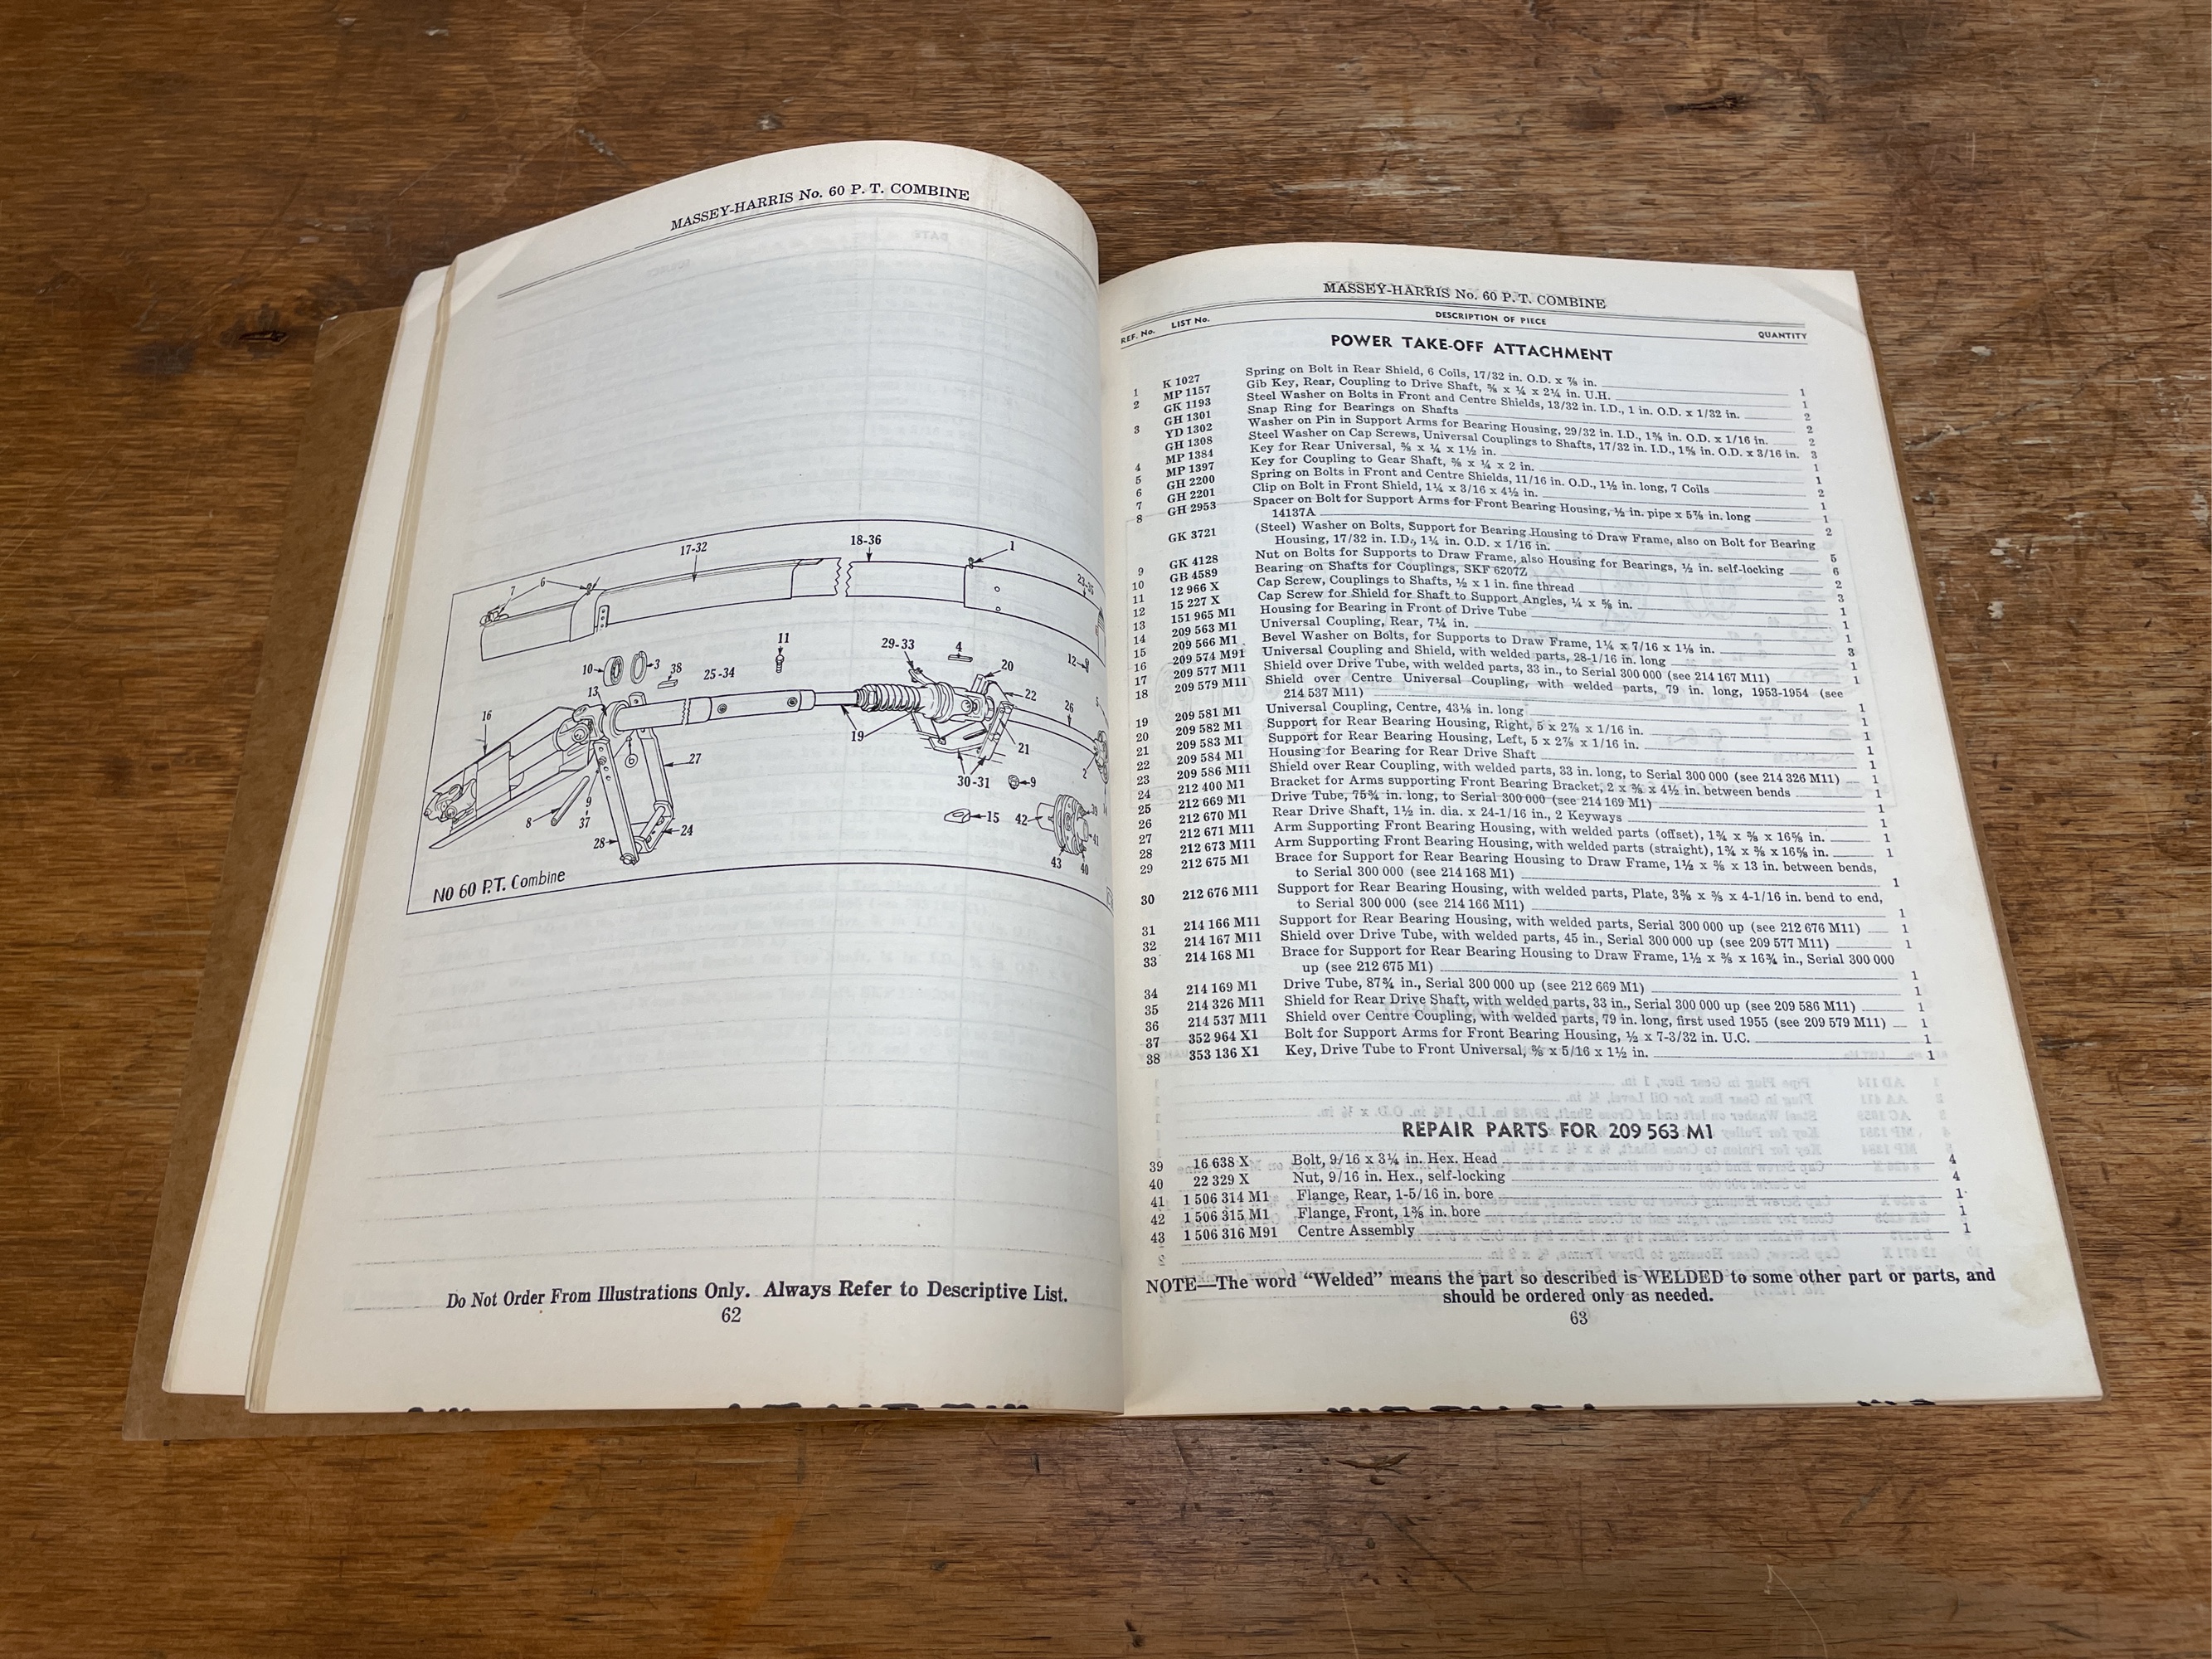 MASSEY-HARRIS No. 60 P. T. COMBINE
7
6
17-32
18-36
1
23-35
10
3
38
25-34
11
29-33
4
20
12
13
22
26
5
16
19
21
6
27
2
30-31
9
8
9
37
15
42
39
41
28
24
43
40
14
NO 60 P.T. Combine
Do Not Order From Illustrations Only. Always Refer to Descriptive List.
62
MASSEY-HARRIS No. 60 P. T. COMBINE
REF. No. LIST No. DESCRIPTION OF PIECE QUANTITY
POWER TAKE-OFF ATTACHMENT
1 K 1027 Spring on Bolt in Rear Shield, 6 Coils, 17/32 in. O.D. x ⅞ in. 1
2 MP 1157 Gib Key, Rear, Coupling to Drive Shaft, ⅜ x ¼ x 2¼ in. U.H. 1
GK 1193 Steel Washer on Bolts in Front and Centre Shields, 13/32 in. I.D., 1 in. O.D. x 1/32 in. 2
3 GH 1301 Snap Ring for Bearings on Shafts 2
YD 1302 Washer on Pin in Support Arms for Bearing Housing, 29/32 in. I.D., 1⅜ in. O.D. x 1/16 in. 2
GH 1308 Steel Washer on Cap Screws, Universal Couplings to Shafts, 17/32 in. I.D., 1⅜ in. O.D. x 3/16 in. 3
4 MP 1384 Key for Rear Universal, ⅜ x ¼ x 1½ in. 1
5 MP 1397 Key for Coupling to Gear Shaft, ⅜ x ¼ x 2 in. 1
6 GH 2200 Spring on Bolts in Front and Centre Shields, 11/16 in. O.D., 1½ in. long, 7 Coils 2
7 GH 2201 Clip on Bolt in Front Shield, 1¼ x 3/16 x 4½ in. 1
8 GH 2953 Spacer on Bolt for Support Arms for Front Bearing Housing, ½ in. pipe x 5⅞ in. long 1
14137A 2
GK 3721 (Steel) Washer on Bolts, Support for Bearing Housing to Draw Frame, also on Bolt for Bearing
Housing, 17/32 in. I.D., 1¼ in. O.D. x 1/16 in. 5
9 GK 4128 Nut on Bolts for Supports to Draw Frame, also Housing for Bearings, ½ in. self-locking 6
10 GB 4589 Bearing on Shafts for Couplings, SKF 6207Z 2
11 12 966 X Cap Screw, Couplings to Shafts, ½ x 1 in. fine thread 3
12 15 227 X Cap Screw for Shield for Shaft to Support Angles, ¼ x ⅝ in. 1
13 151 965 M1 Housing for Bearing in Front of Drive Tube 1
14 209 563 M1 Universal Coupling, Rear, 7¼ in. 1
15 209 566 M1 Bevel Washer on Bolts, for Supports to Draw Frame, 1¼ x 7/16 x 1⅛ in. 3
16 209 574 M91 Universal Coupling and Shield, with welded parts, 28-1/16 in. long 1
17 209 577 M11 Shield over Drive Tube, with welded parts, 33 in., to Serial 300 000 (see 214 167 M11) 1
18 209 579 M11 Shield over Centre Universal Coupling, with welded parts, 79 in. long, 1953-1954 (see
214 537 M11) 1
19 209 581 M1 Universal Coupling, Centre, 43⅛ in. long 1
20 209 582 M1 Support for Rear Bearing Housing, Right, 5 x 2⅞ x 1/16 in. 1
21 209 583 M1 Support for Rear Bearing Housing, Left, 5 x 2⅞ x 1/16 in. 1
22 209 584 M1 Housing for Bearing for Rear Drive Shaft 1
23 209 586 M11 Shield over Rear Coupling, with welded parts, 33 in. long, to Serial 300 000 (see 214 326 M11) 1
24 212 400 M1 Bracket for Arms supporting Front Bearing Bracket, 2 x ⅜ x 4½ in. between bends 1
25 212 669 M1 Drive Tube, 75¾ in. long, to Serial 300 000 (see 214 169 M1) 1
26 212 670 M1 Rear Drive Shaft, 1½ in. dia. x 24-1/16 in., 2 Keyways 1
27 212 671 M11 Arm Supporting Front Bearing Housing, with welded parts (offset), 1¾ x ⅜ x 16⅝ in. 1
28 212 673 M11 Arm Supporting Front Bearing Housing, with welded parts (straight), 1¾ x ⅜ x 16⅝ in. 1
29 212 675 M1 Brace for Support for Rear Bearing Housing to Draw Frame, 1½ x ⅜ x 13 in. between bends,
to Serial 300 000 (see 214 168 M1) 1
30 212 676 M11 Support for Rear Bearing Housing, with welded parts, Plate, 3⅜ x ⅜ x 4-1/16 in. bend to end,
to Serial 300 000 (see 214 166 M11) 1
31 214 166 M11 Support for Rear Bearing Housing, with welded parts, Serial 300 000 up (see 212 676 M11) 1
32 214 167 M11 Shield over Drive Tube, with welded parts, 45 in., Serial 300 000 up (see 209 577 M11) 1
33 214 168 M1 Brace for Support for Rear Bearing Housing to Draw Frame, 1½ x ⅜ x 16¾ in., Serial 300 000
up (see 212 675 M1) 1
34 214 169 M1 Drive Tube, 87¾ in., Serial 300 000 up (see 212 669 M1) 1
35 214 326 M11 Shield for Rear Drive Shaft, with welded parts, 33 in., Serial 300 000 up (see 209 586 M11) 1
36 214 537 M11 Shield over Centre Coupling, with welded parts, 79 in. long, first used 1955 (see 209 579 M11) 1
37 352 964 X1 Bolt for Support Arms for Front Bearing Housing, ½ x 7-3/32 in. U.C. 1
38 353 136 X1 Key, Drive Tube to Front Universal, ⅜ x 5/16 x 1½ in. 1
REPAIR PARTS FOR 209 563 M1
39 16 638 X Bolt, 9/16 x 3¼ in. Hex. Head 4
40 22 329 X Nut, 9/16 in. Hex., self-locking 4
41 1 506 314 M1 Flange, Rear, 1-5/16 in. bore 1
42 1 506 315 M1 Flange, Front, 1⅜ in. bore 1
43 1 506 316 M91 Centre Assembly 1
NOTE—The word "Welded" means the part so described is WELDED to some other part or parts, and
should be ordered only as needed.
63